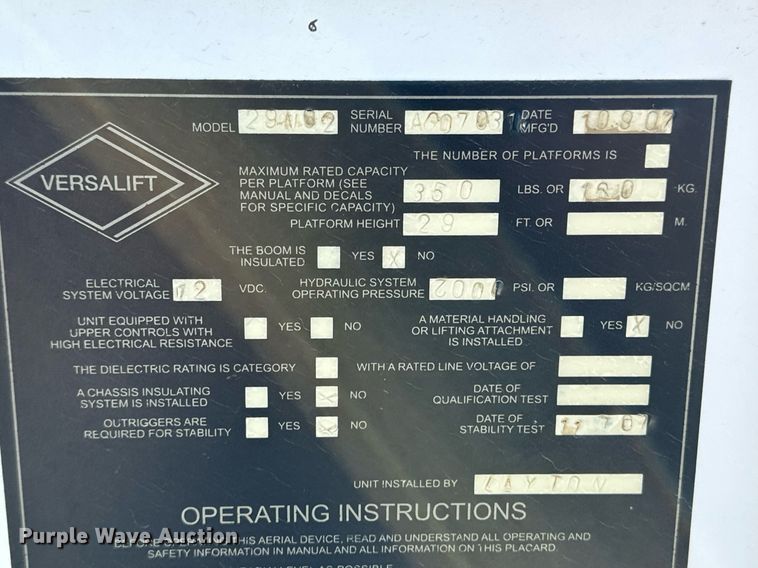 VERSALIFT
MODEL
SERIAL NUMBER
DATE MFG'D 10.9.07
THE NUMBER OF PLATFORMS IS
MAXIMUM RATED CAPACITY
PER PLATFORM (SEE
MANUAL AND DECALS
FOR SPECIFIC CAPACITY) 350 LBS. OR KG.
PLATFORM HEIGHT 29 FT. OR M.
THE BOOM IS INSULATED YES X NO
ELECTRICAL SYSTEM VOLTAGE 12 VDC.
HYDRAULIC SYSTEM OPERATING PRESSURE 2000 PSI. OR KG/SQCM
UNIT EQUIPPED WITH
UPPER CONTROLS WITH
HIGH ELECTRICAL RESISTANCE YES NO
A MATERIAL HANDLING
OR LIFTING ATTACHMENT
IS INSTALLED YES X NO
THE DIELECTRIC RATING IS CATEGORY WITH A RATED LINE VOLTAGE OF
A CHASSIS INSULATING
SYSTEM IS INSTALLED YES X NO
DATE OF
QUALIFICATION TEST
OUTRIGGERS ARE
REQUIRED FOR STABILITY YES X NO
DATE OF
STABILITY TEST
UNIT INSTALLED BY LAYTON
OPERATING INSTRUCTIONS
BEFORE OPERATING THIS AERIAL DEVICE, READ AND UNDERSTAND ALL OPERATING AND
SAFETY INFORMATION IN MANUAL AND ALL INFORMATION ON THIS PLACARD.
AS POSSIBLE
Purple Wave Auction